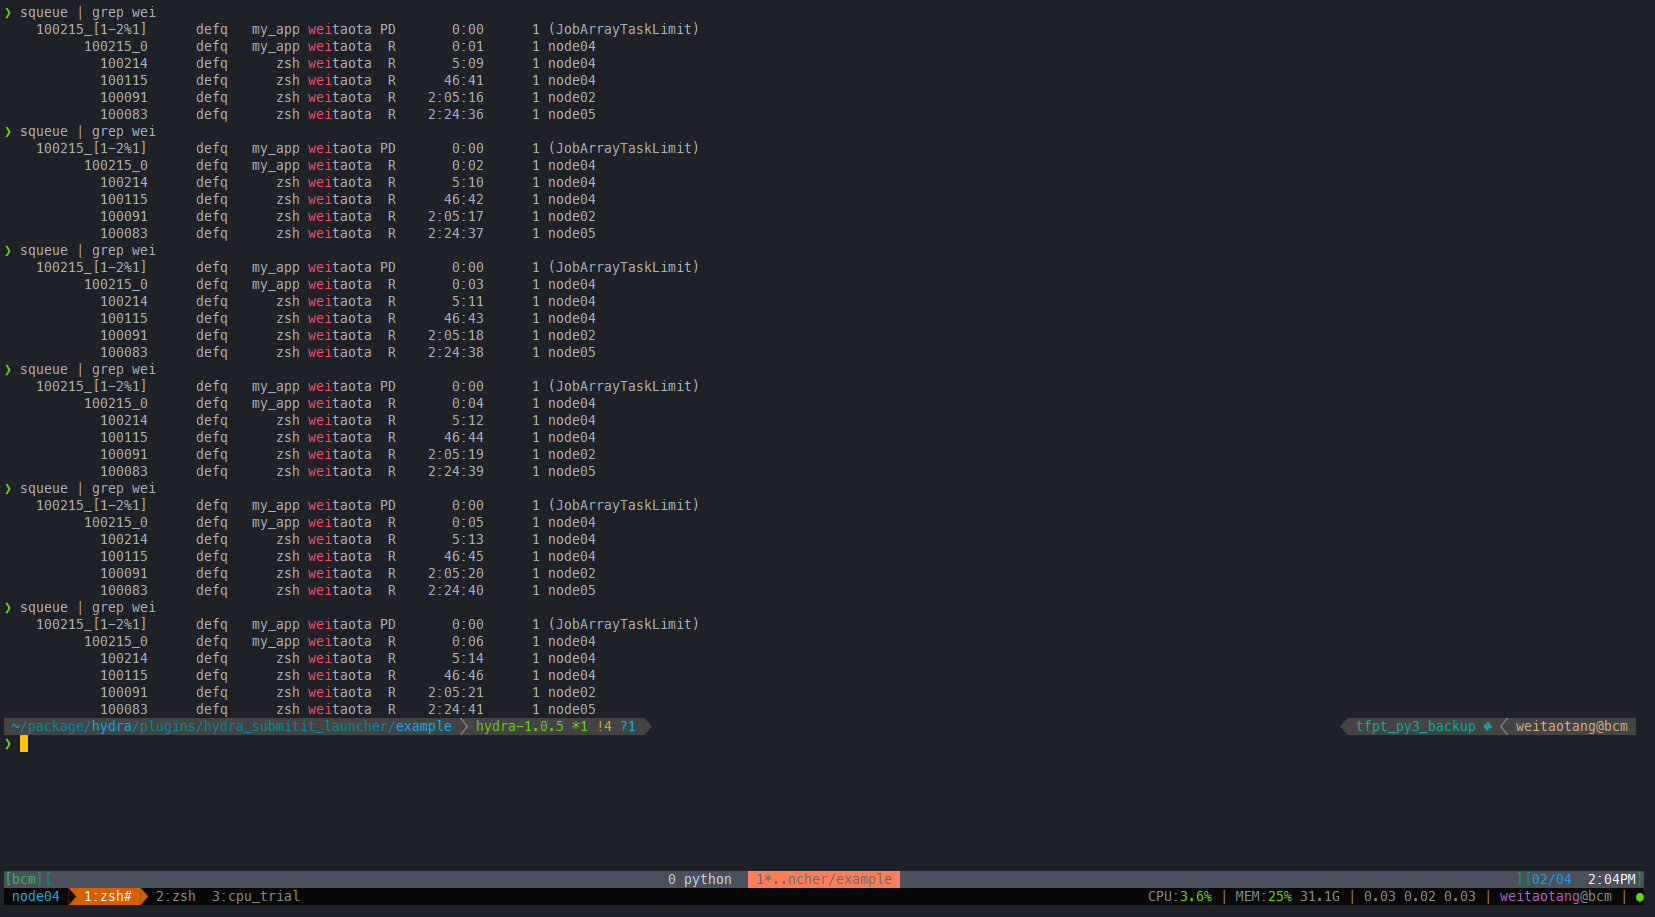 ❯ squeue | grep wei
100215_[1-2%1] defq my_app weitaota PD 0:00 1 (JobArrayTaskLimit)
100215_0 defq my_app weitaota R 0:01 1 node04
100214 defq zsh weitaota R 5:09 1 node04
100115 defq zsh weitaota R 46:41 1 node04
100091 defq zsh weitaota R 2:05:16 1 node02
100083 defq zsh weitaota R 2:24:36 1 node05
❯ squeue | grep wei
100215_[1-2%1] defq my_app weitaota PD 0:00 1 (JobArrayTaskLimit)
100215_0 defq my_app weitaota R 0:02 1 node04
100214 defq zsh weitaota R 5:10 1 node04
100115 defq zsh weitaota R 46:42 1 node04
100091 defq zsh weitaota R 2:05:17 1 node02
100083 defq zsh weitaota R 2:24:37 1 node05
❯ squeue | grep wei
100215_[1-2%1] defq my_app weitaota PD 0:00 1 (JobArrayTaskLimit)
100215_0 defq my_app weitaota R 0:03 1 node04
100214 defq zsh weitaota R 5:11 1 node04
100115 defq zsh weitaota R 46:43 1 node04
100091 defq zsh weitaota R 2:05:18 1 node02
100083 defq zsh weitaota R 2:24:38 1 node05
❯ squeue | grep wei
100215_[1-2%1] defq my_app weitaota PD 0:00 1 (JobArrayTaskLimit)
100215_0 defq my_app weitaota R 0:04 1 node04
100214 defq zsh weitaota R 5:12 1 node04
100115 defq zsh weitaota R 46:44 1 node04
100091 defq zsh weitaota R 2:05:19 1 node02
100083 defq zsh weitaota R 2:24:39 1 node05
❯ squeue | grep wei
100215_[1-2%1] defq my_app weitaota PD 0:00 1 (JobArrayTaskLimit)
100215_0 defq my_app weitaota R 0:05 1 node04
100214 defq zsh weitaota R 5:13 1 node04
100115 defq zsh weitaota R 46:45 1 node04
100091 defq zsh weitaota R 2:05:20 1 node02
100083 defq zsh weitaota R 2:24:40 1 node05
❯ squeue | grep wei
100215_[1-2%1] defq my_app weitaota PD 0:00 1 (JobArrayTaskLimit)
100215_0 defq my_app weitaota R 0:06 1 node04
100214 defq zsh weitaota R 5:14 1 node04
100115 defq zsh weitaota R 46:46 1 node04
100091 defq zsh weitaota R 2:05:21 1 node02
100083 defq zsh weitaota R 2:24:41 1 node05
~/package/hydra/plugins/hydra_submitit_launcher/example hydra-1.0.5 *1 !4 ?1 tfpt_py3_backup weitaotang@bcm
❯
[bcm][ 0 python 1*..ncher/example ][02/04 2:04PM]
node04 1:zsh# 2:zsh 3:cpu_trial CPU:3.6% | MEM:25% 31.1G | 0.03 0.02 0.03 | weitaotang@bcm | ●